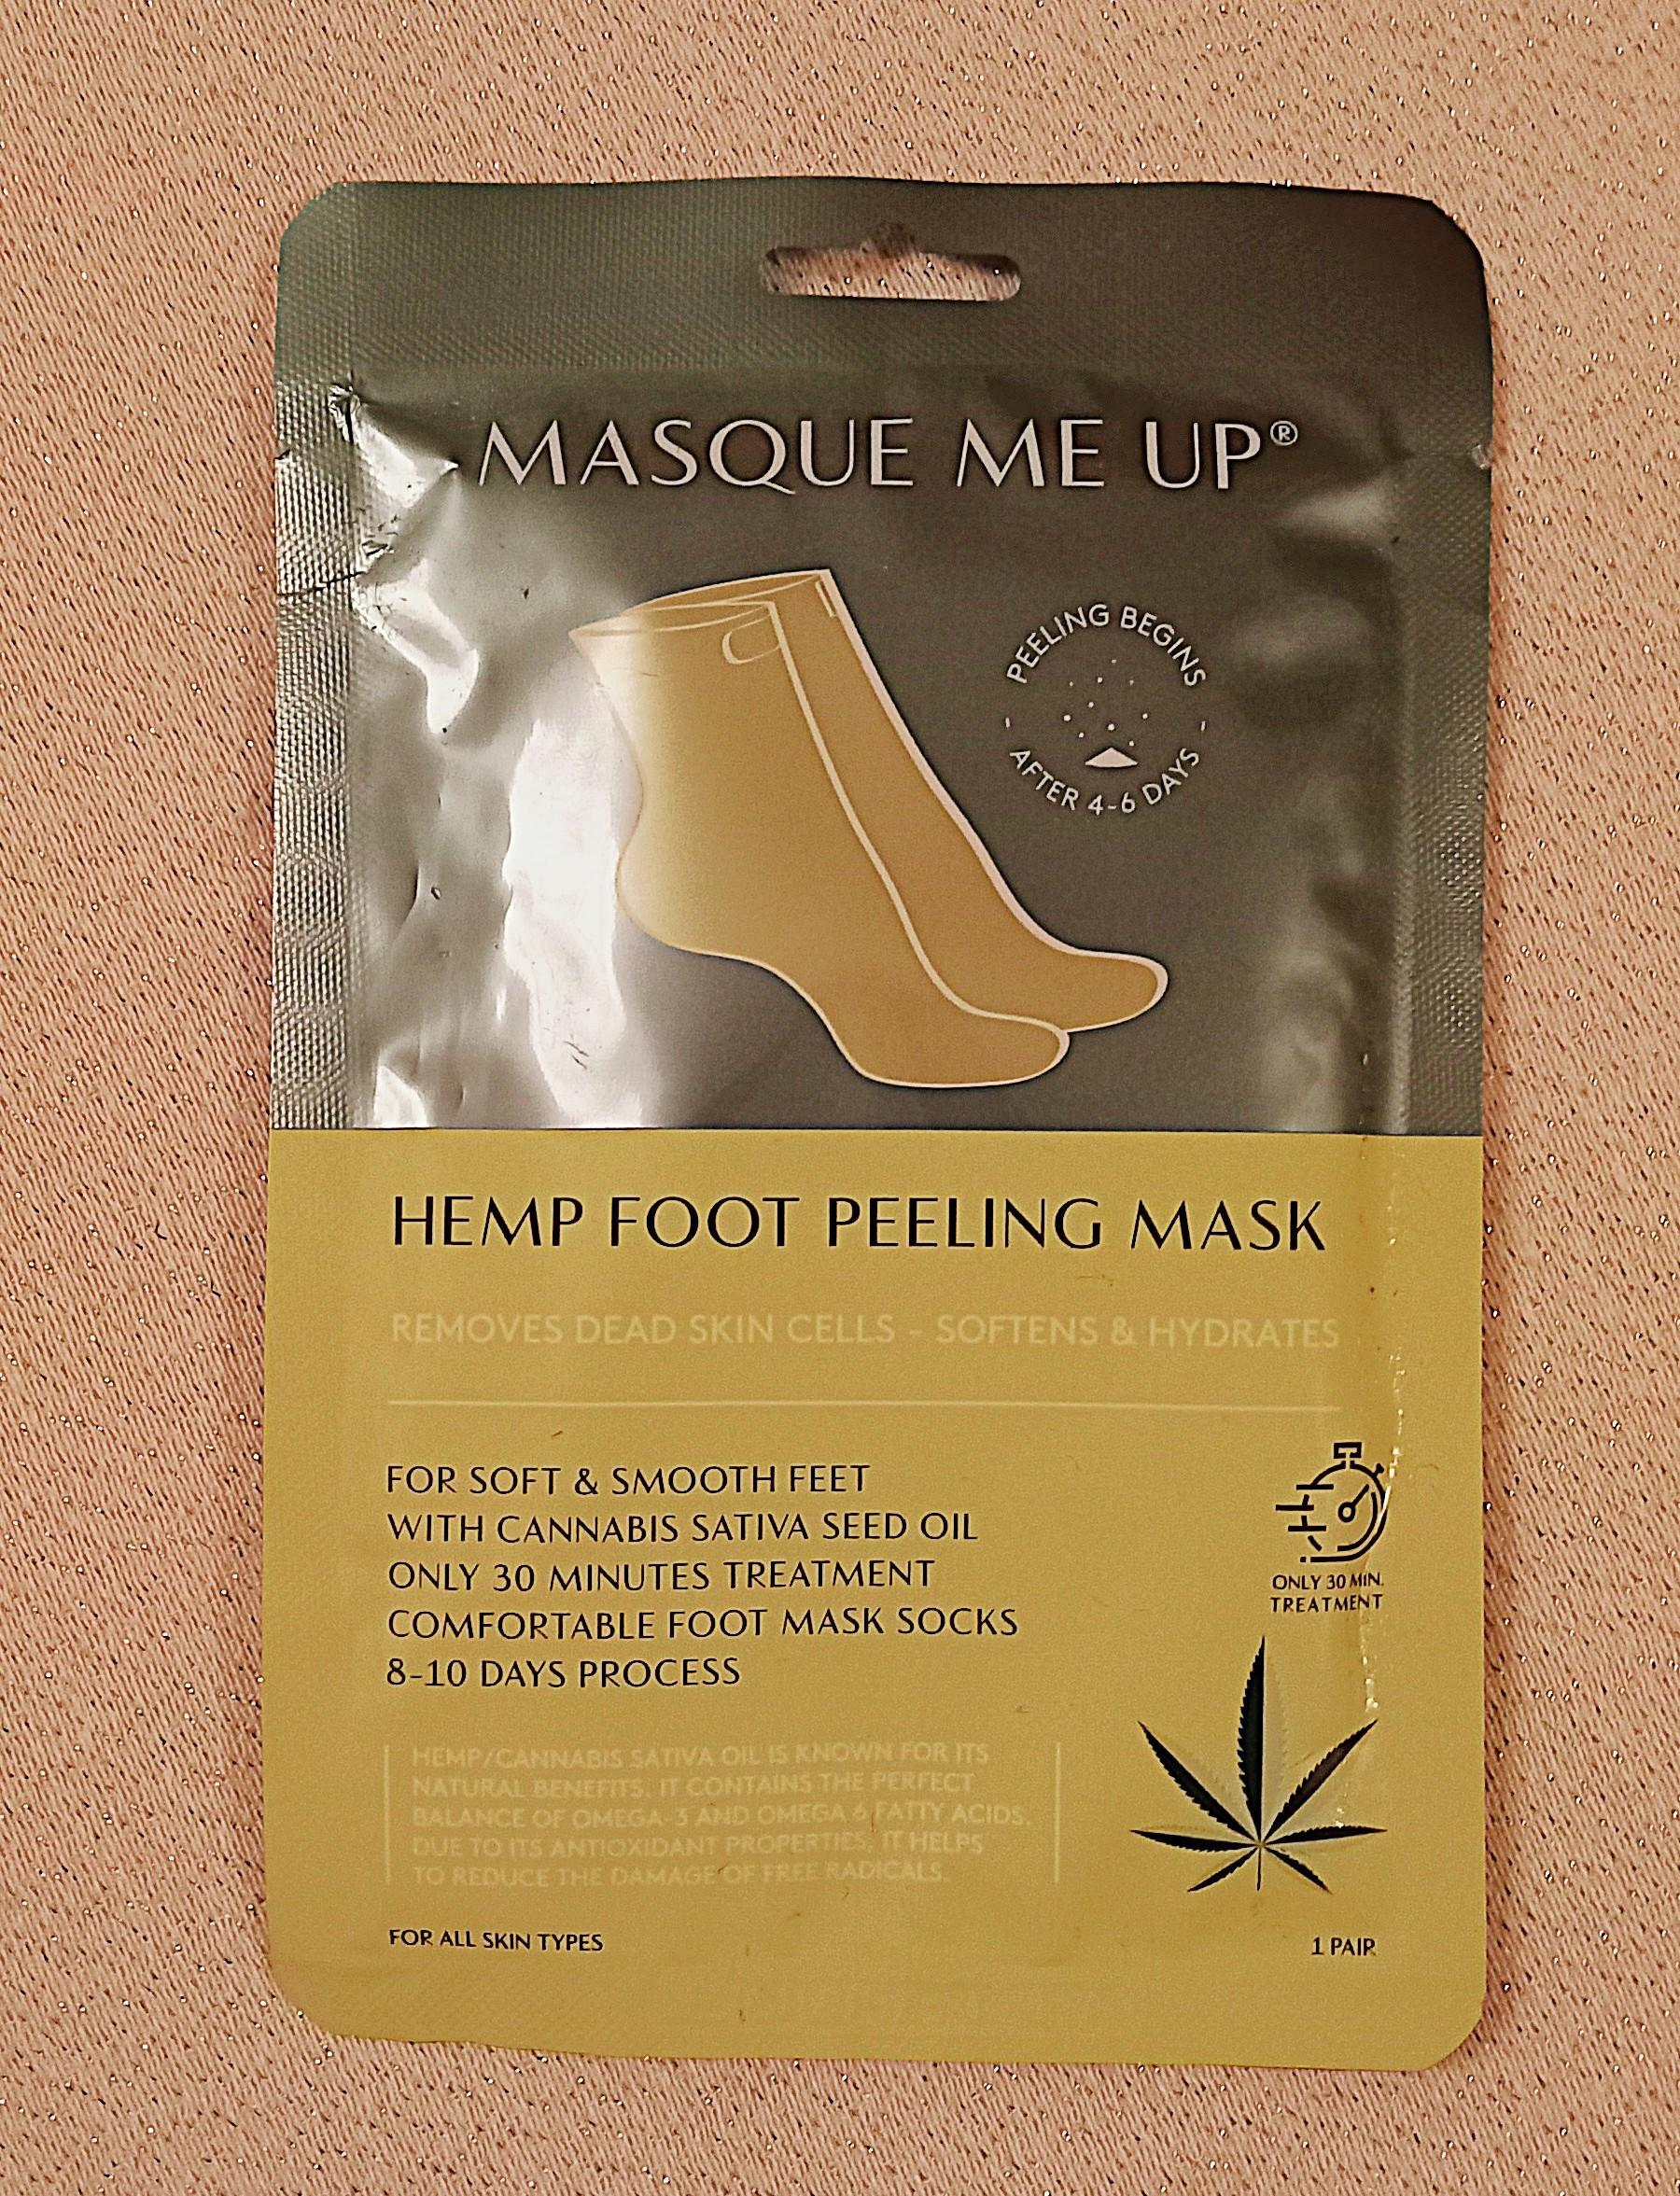 MASQUE ME UP®
PEELING BEGINS
AFTER 4-6 DAYS
HEMP FOOT PEELING MASK
REMOVES DEAD SKIN CELLS - SOFTENS & HYDRATES
FOR SOFT & SMOOTH FEET
WITH CANNABIS SATIVA SEED OIL
ONLY 30 MINUTES TREATMENT
COMFORTABLE FOOT MASK SOCKS
8-10 DAYS PROCESS
ONLY 30 MIN.
TREATMENT
HEMP/CANNABIS SATIVA OIL IS KNOWN FOR ITS
NATURAL BENEFITS. IT CONTAINS THE PERFECT
BALANCE OF OMEGA-3 AND OMEGA 6 FATTY ACIDS.
DUE TO ITS ANTIOXIDANT PROPERTIES, IT HELPS
TO REDUCE THE DAMAGE OF FREE RADICALS.
FOR ALL SKIN TYPES
1 PAIR